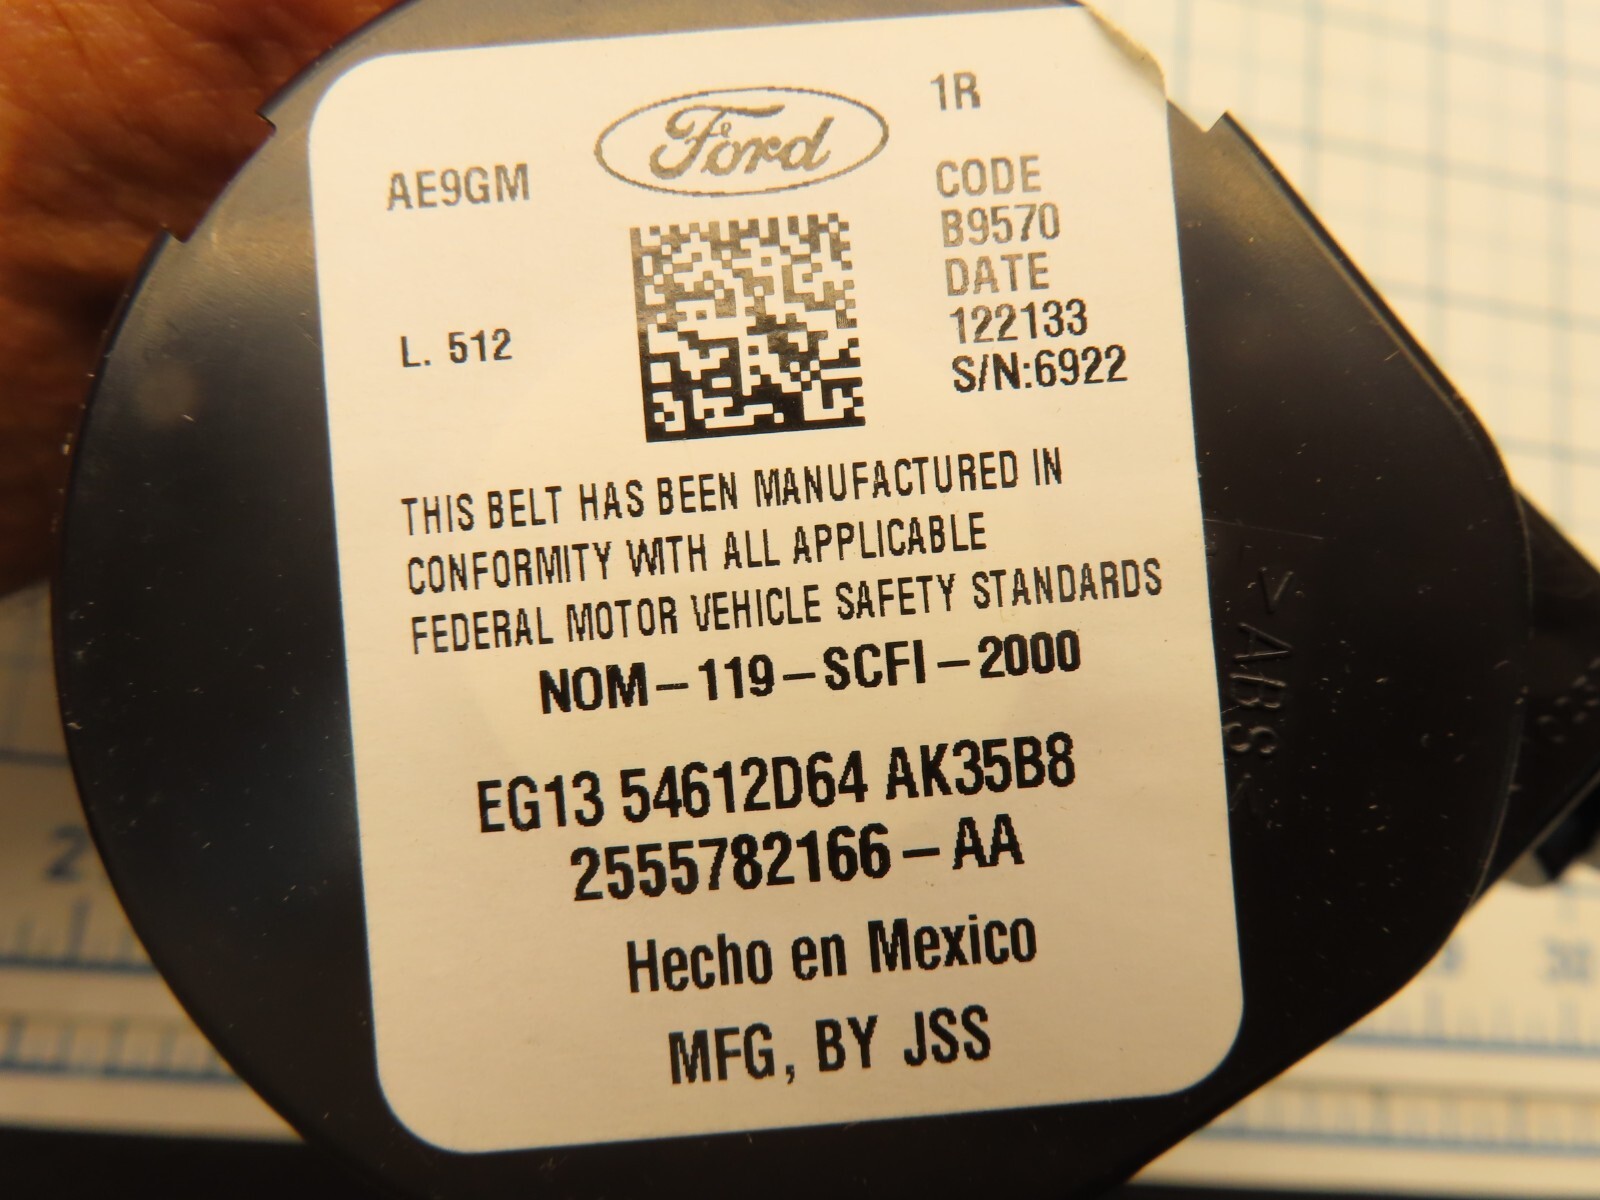 Ford
1R
AE9GM
CODE
B9570
DATE
122133
L. 512
S/N:6922
THIS BELT HAS BEEN MANUFACTURED IN
CONFORMITY WITH ALL APPLICABLE
FEDERAL MOTOR VEHICLE SAFETY STANDARDS
NOM-119-SCFI-2000
EG13 54612D64 AK35B8
2555782166-AA
Hecho en Mexico
MFG, BY JSS
>ABS<
2